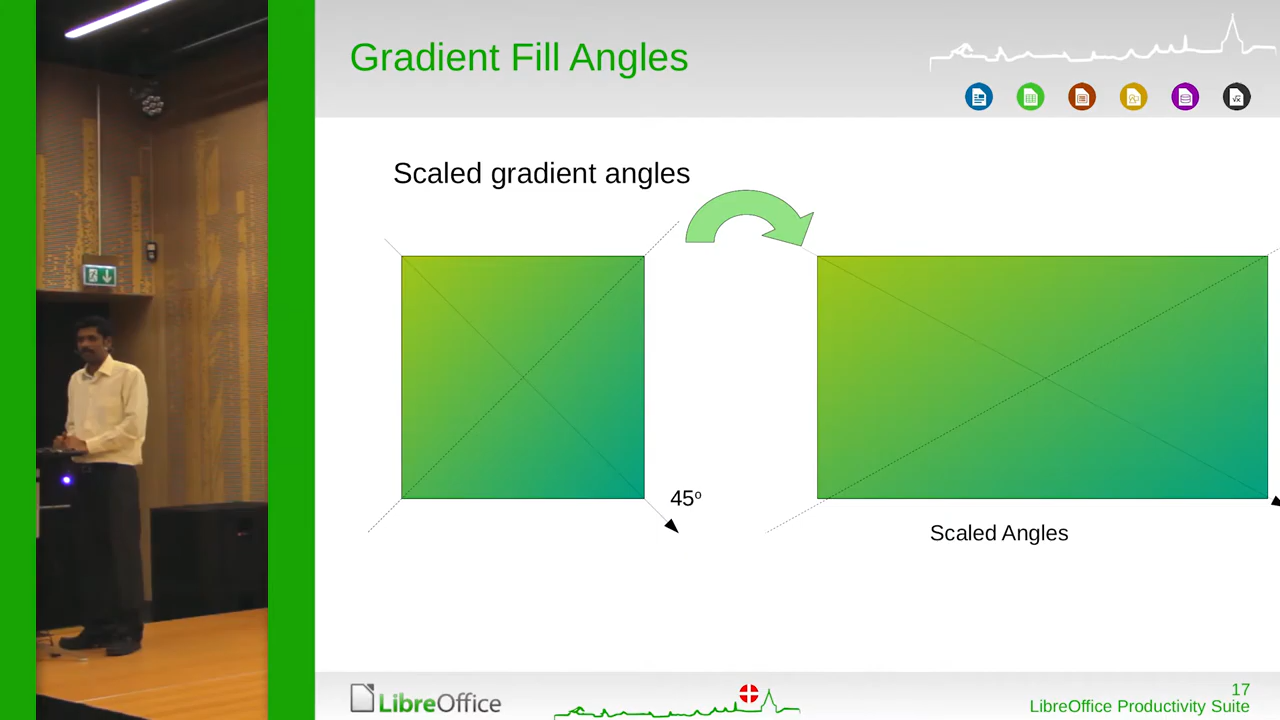 Gradient Fill Angles
Scaled gradient angles
45º
Scaled Angles
LibreOffice
17
LibreOffice Productivity Suite